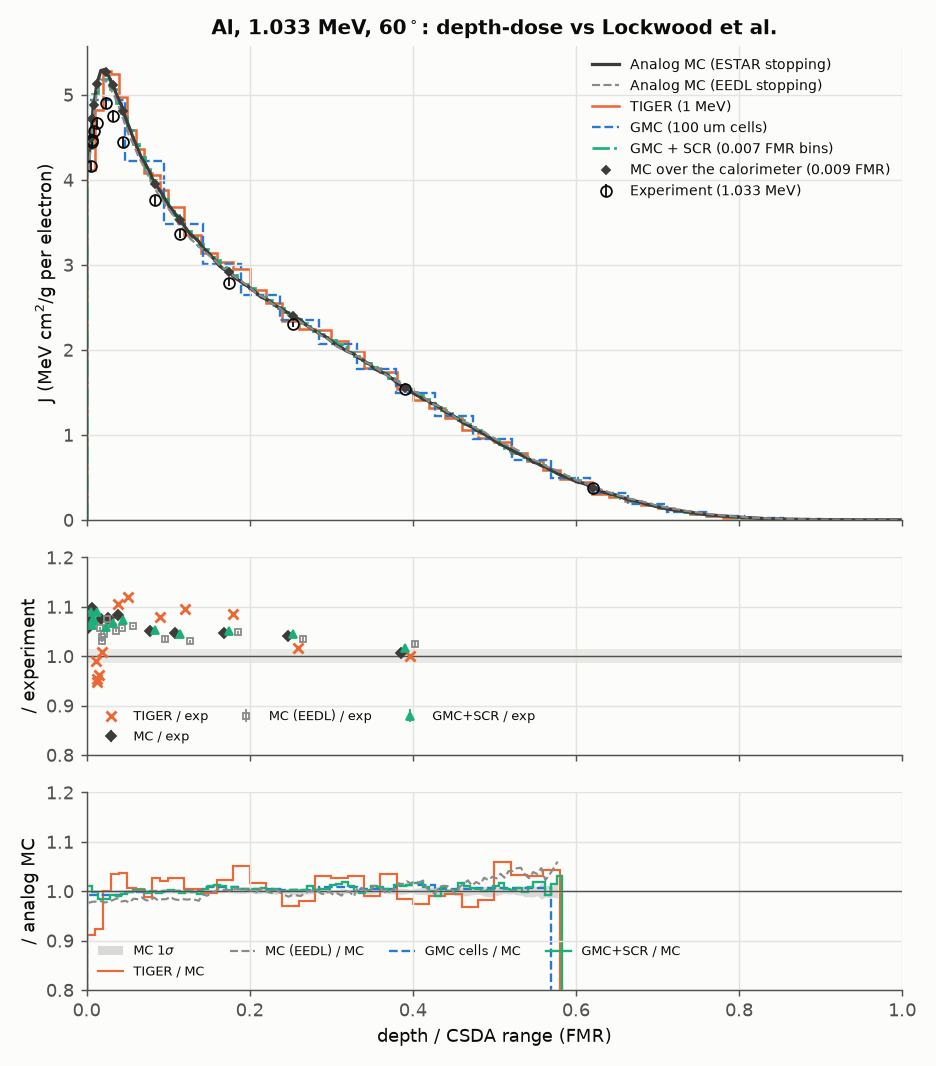 Al, 1.033 MeV, 60°: depth-dose vs Lockwood et al.
J (MeV cm²/g per electron)
5
4
3
2
1
0
Analog MC (ESTAR stopping)
Analog MC (EEDL stopping)
TIGER (1 MeV)
GMC (100 um cells)
GMC + SCR (0.007 FMR bins)
MC over the calorimeter (0.009 FMR)
Experiment (1.033 MeV)
/ experiment
1.2
1.1
1.0
0.9
0.8
TIGER / exp
MC (EEDL) / exp
GMC+SCR / exp
MC / exp
/ analog MC
1.2
1.1
1.0
0.9
0.8
MC 1σ
MC (EEDL) / MC
GMC cells / MC
GMC+SCR / MC
TIGER / MC
0.0 0.2 0.4 0.6 0.8 1.0
depth / CSDA range (FMR)